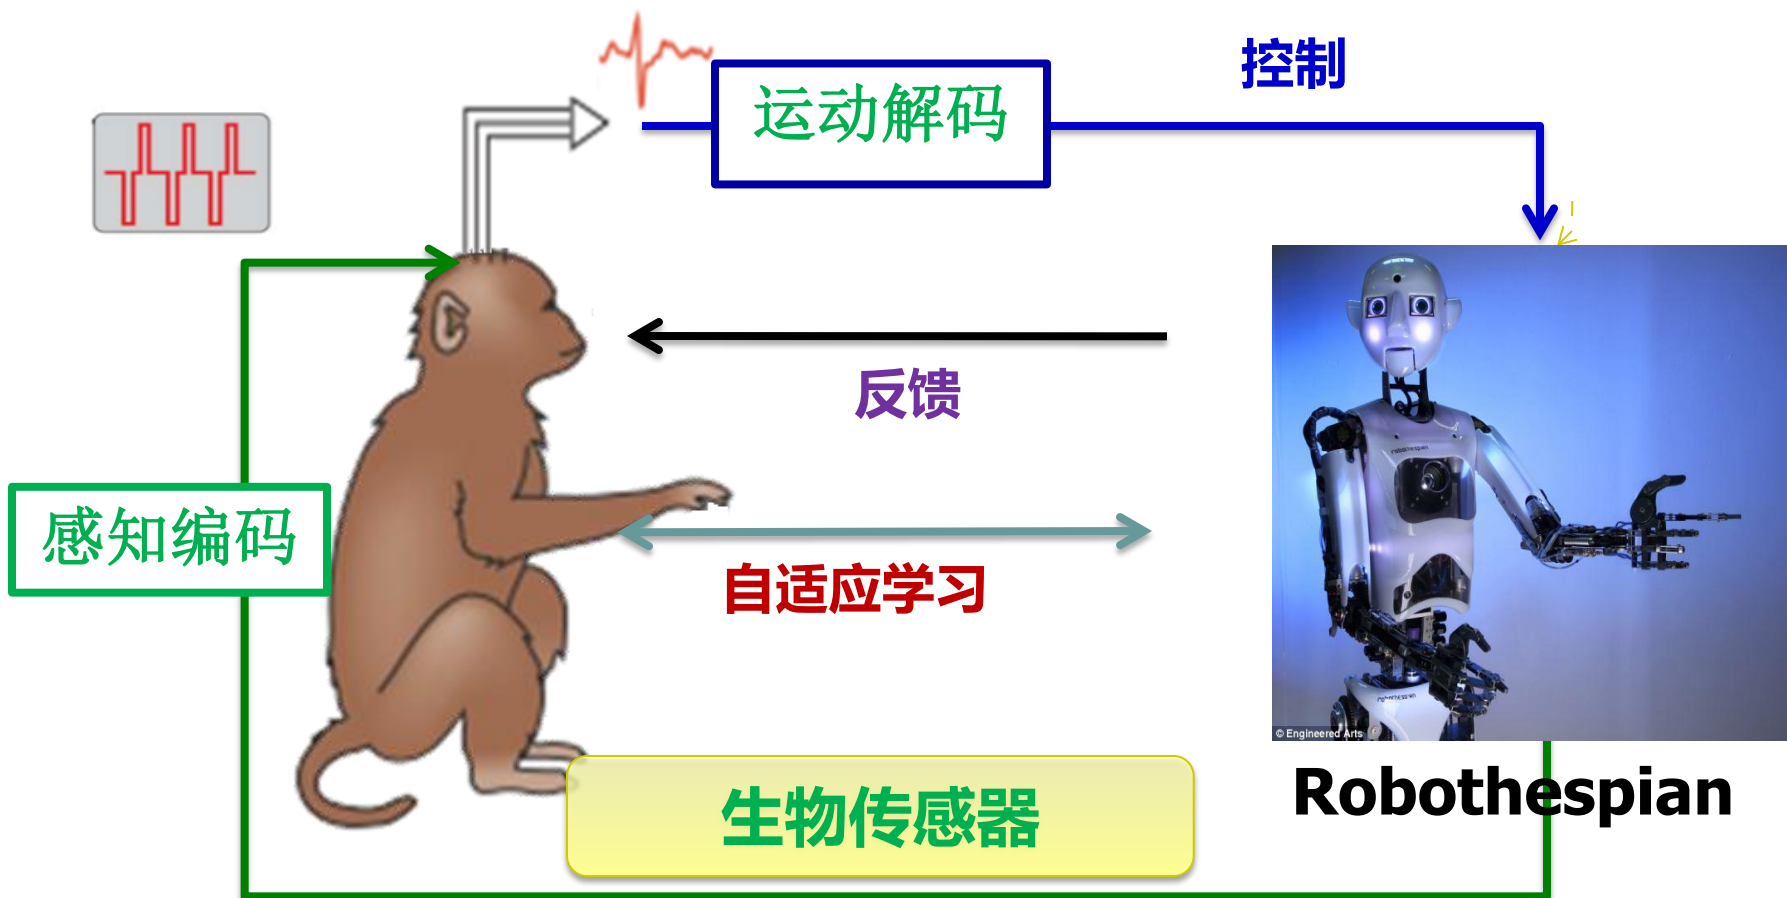 控制
运动解码
反馈
感知编码
自适应学习
robothespian
© Engineered Arts
Robothespian
生物传感器